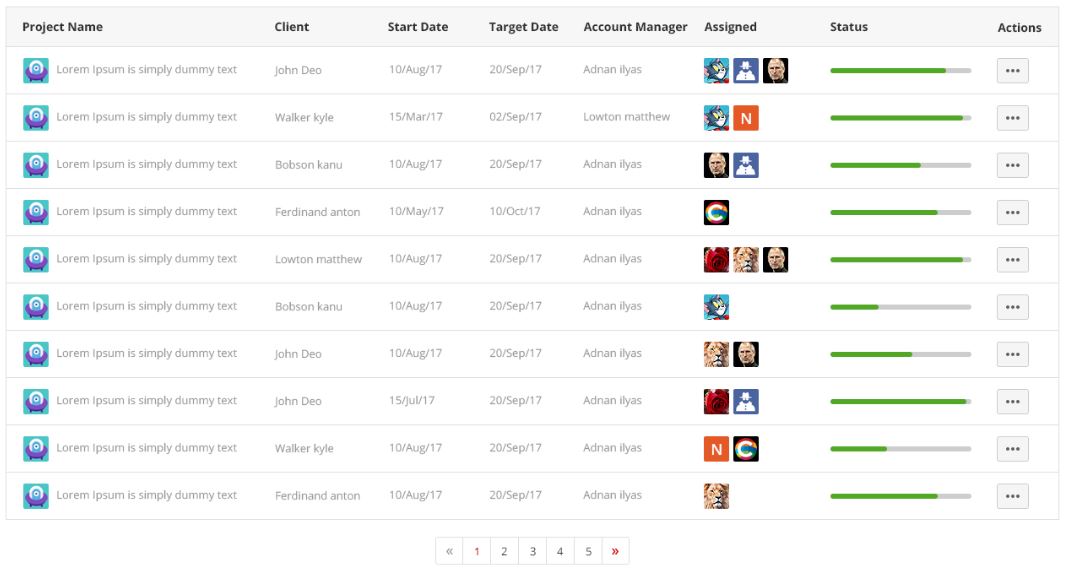 Project Name Client Start Date Target Date Account Manager Assigned Status Actions
Lorem Ipsum is simply dummy text John Deo 10/Aug/17 20/Sep/17 Adnan ilyas
Lorem Ipsum is simply dummy text Walker kyle 15/Mar/17 02/Sep/17 Lowton matthew N
Lorem Ipsum is simply dummy text Bobson kanu 10/Aug/17 20/Sep/17 Adnan ilyas
Lorem Ipsum is simply dummy text Ferdinand anton 10/May/17 10/Oct/17 Adnan ilyas C
Lorem Ipsum is simply dummy text Lowton matthew 10/Aug/17 20/Sep/17 Adnan ilyas
Lorem Ipsum is simply dummy text Bobson kanu 10/Aug/17 20/Sep/17 Adnan ilyas
Lorem Ipsum is simply dummy text John Deo 10/Aug/17 20/Sep/17 Adnan ilyas
Lorem Ipsum is simply dummy text John Deo 15/Jul/17 20/Sep/17 Adnan ilyas
Lorem Ipsum is simply dummy text Walker kyle 10/Aug/17 20/Sep/17 Adnan ilyas N C
Lorem Ipsum is simply dummy text Ferdinand anton 10/Aug/17 20/Sep/17 Adnan ilyas
« 1 2 3 4 5 »